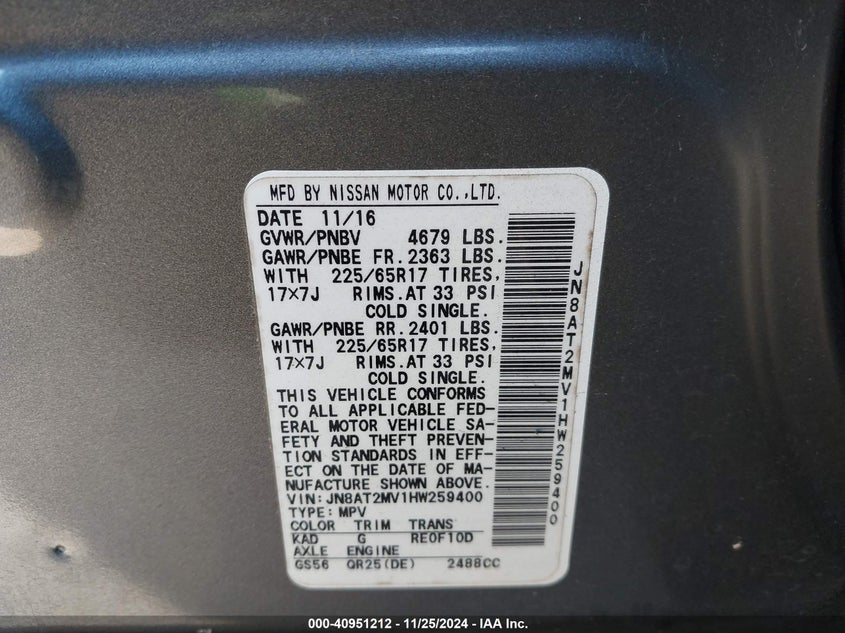 MFD BY NISSAN MOTOR CO.,LTD.
DATE 11/16
GVWR/PNBV 4679 LBS.
GAWR/PNBE FR. 2363 LBS.
WITH 225/65R17 TIRES,
17×7J RIMS.AT 33 PSI
COLD SINGLE.
GAWR/PNBE RR. 2401 LBS.
WITH 225/65R17 TIRES,
17×7J RIMS.AT 33 PSI
COLD SINGLE.
THIS VEHICLE CONFORMS
TO ALL APPLICABLE FED-
ERAL MOTOR VEHICLE SA-
FETY AND THEFT PREVEN-
TION STANDARDS IN EFF-
ECT ON THE DATE OF MA-
NUFACTURE SHOWN ABOVE.
VIN:JN8AT2MV1HW259400
TYPE:MPV
COLOR TRIM TRANS
KAD G RE0F10D
AXLE ENGINE
GS56 QR25(DE) 2488CC
JN8AT2MV1HW259400
000-40951212 - 11/25/2024 - IAA Inc.